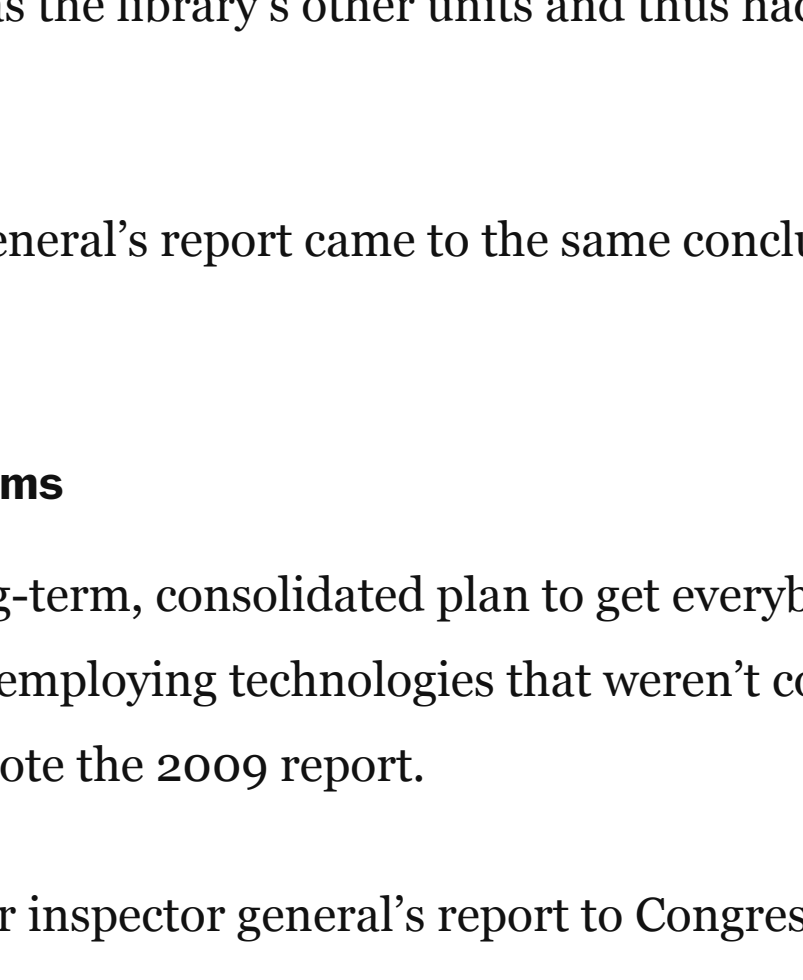 as the library's other units and thus had
eneral's report came to the same conclu
ms
g-term, consolidated plan to get everyb
employing technologies that weren't co
ote the 2009 report.
r inspector general's report to Congres